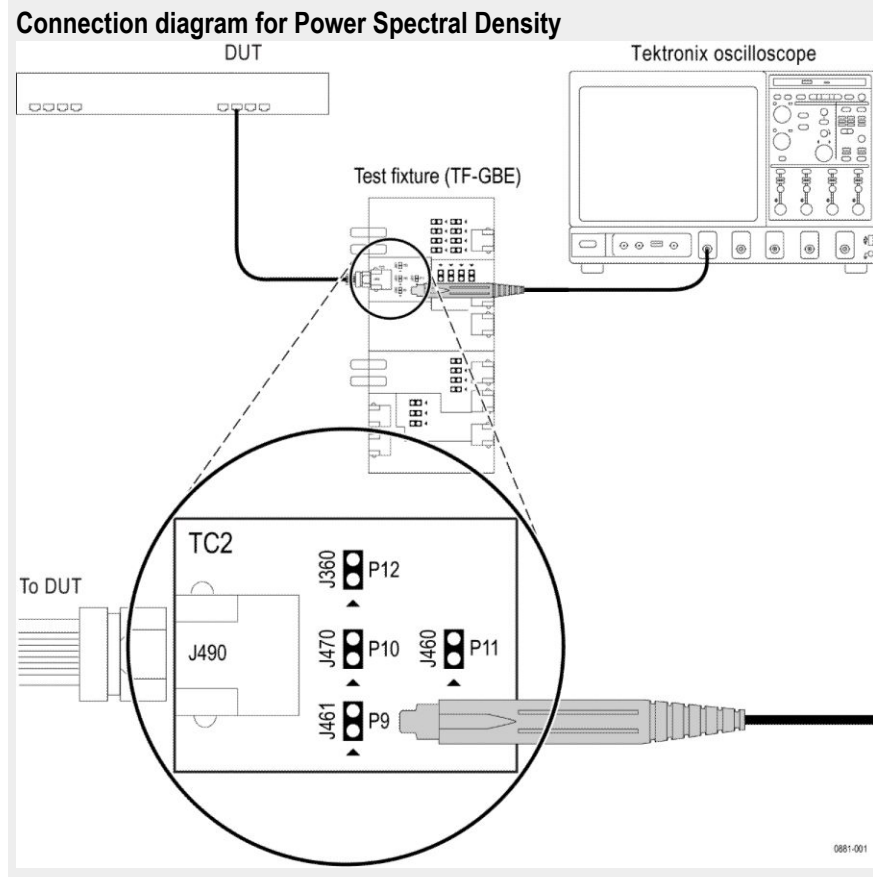 Connection diagram for Power Spectral Density
DUT
Tektronix oscilloscope
Test fixture (TF-GBE)
TC2
To DUT
J490
J360
P12
J470
P10
J460
P11
J461
P9
0881-001